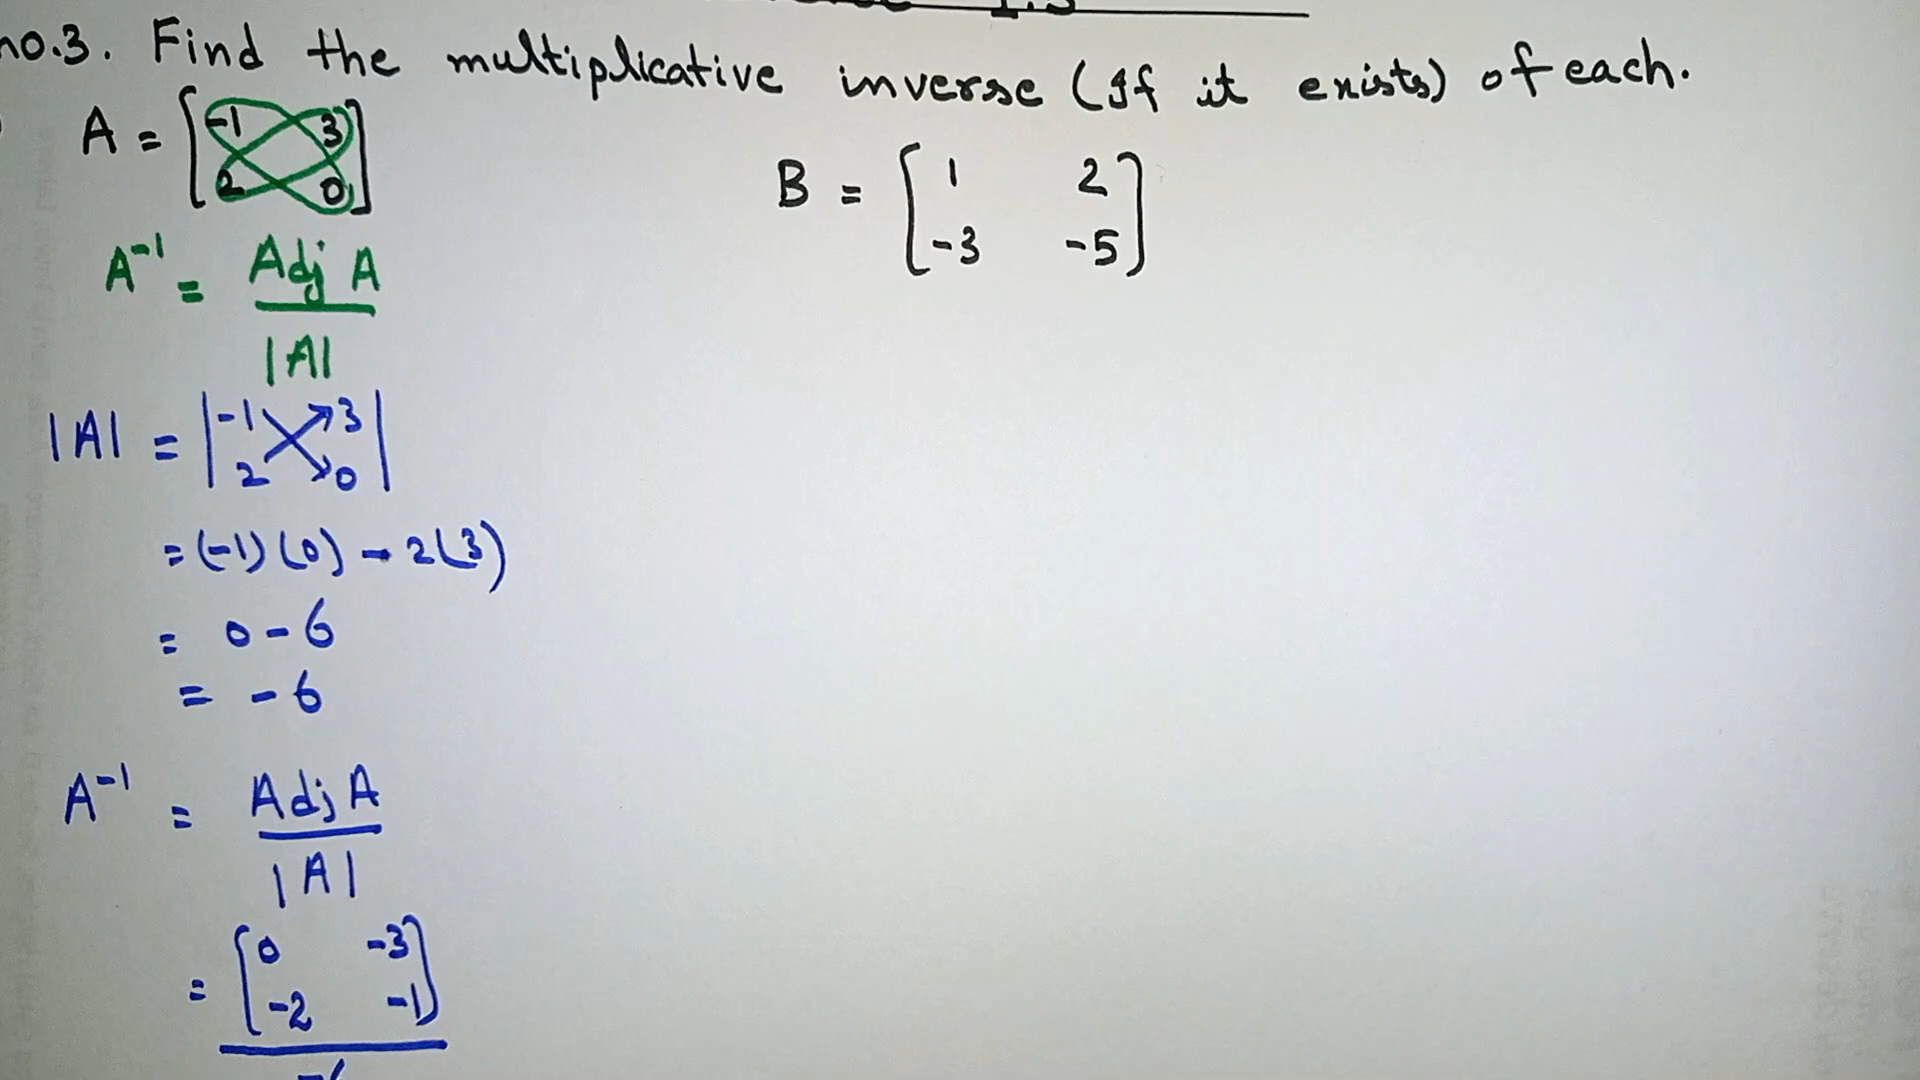 no.3. Find the multiplicative inverse (If it exists) of each.
A = [-1 3
2 0]
A⁻¹ = Adj A
|A|
|A| = |-1 3
2 0|
= (-1) (0) - 2(3)
= 0 - 6
= - 6
A⁻¹ = Adj A
|A|
= [0 -3
-2 -1]
B = [1 2
-3 -5]